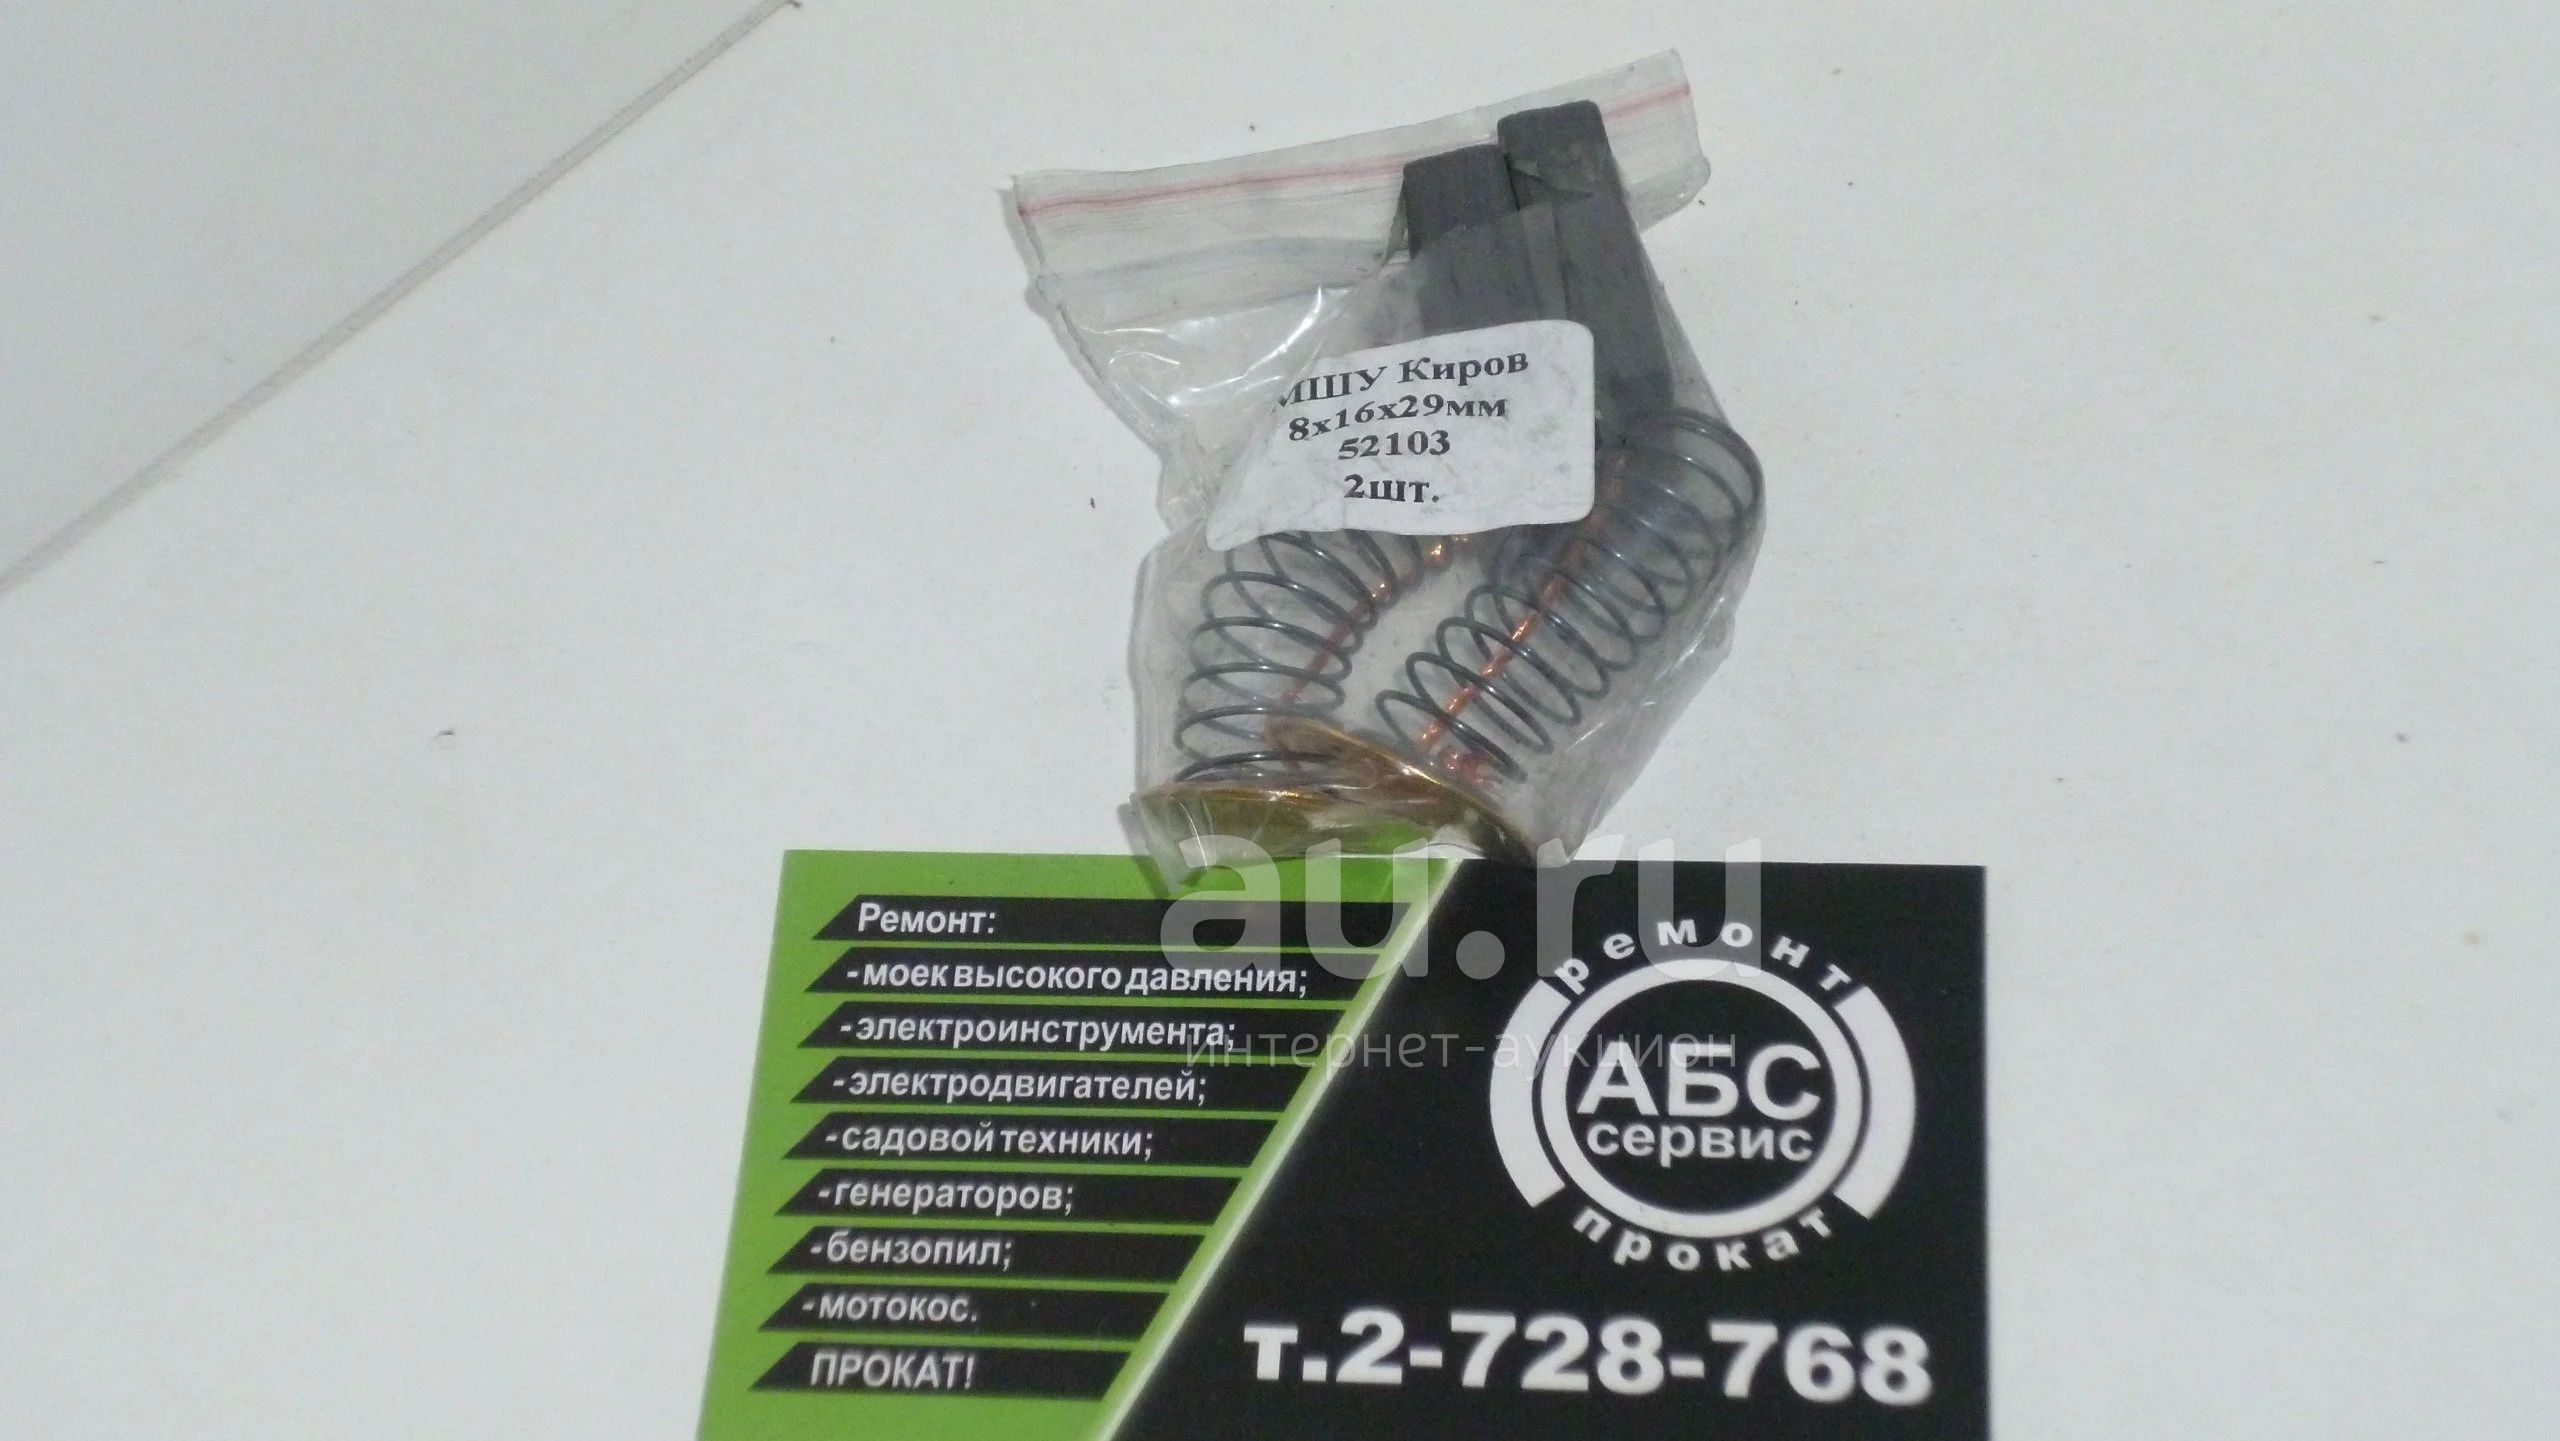 МШУ Киров
8х16х29мм
52103
2шт.
au.ru
интернет-аукцион
Ремонт:
-моек высокого давления;
-электроинструмента;
-электродвигателей;
-садовой техники;
-генераторов;
-бензопил;
-мотокос.
ПРОКАТ!
ремонт
АБС
сервис
прокат
т.2-728-768